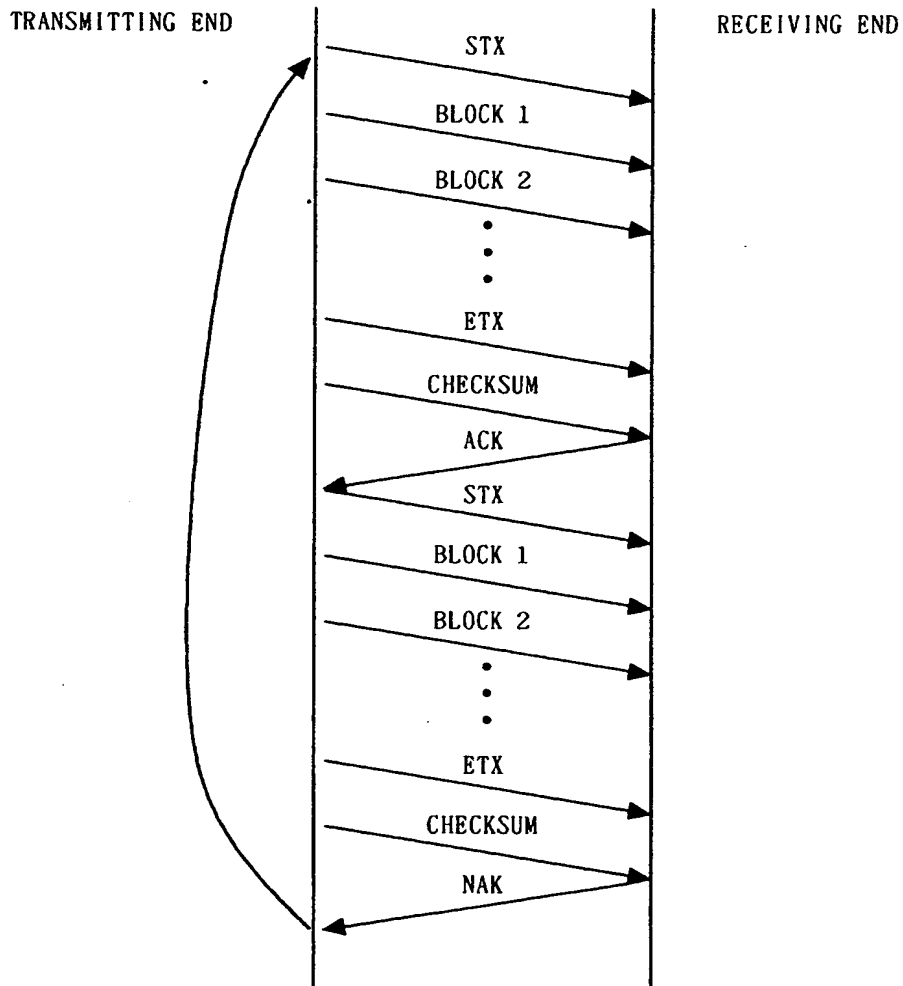 TRANSMITTING END
RECEIVING END
STX
BLOCK 1
BLOCK 2
ETX
CHECKSUM
ACK
STX
BLOCK 1
BLOCK 2
ETX
CHECKSUM
NAK